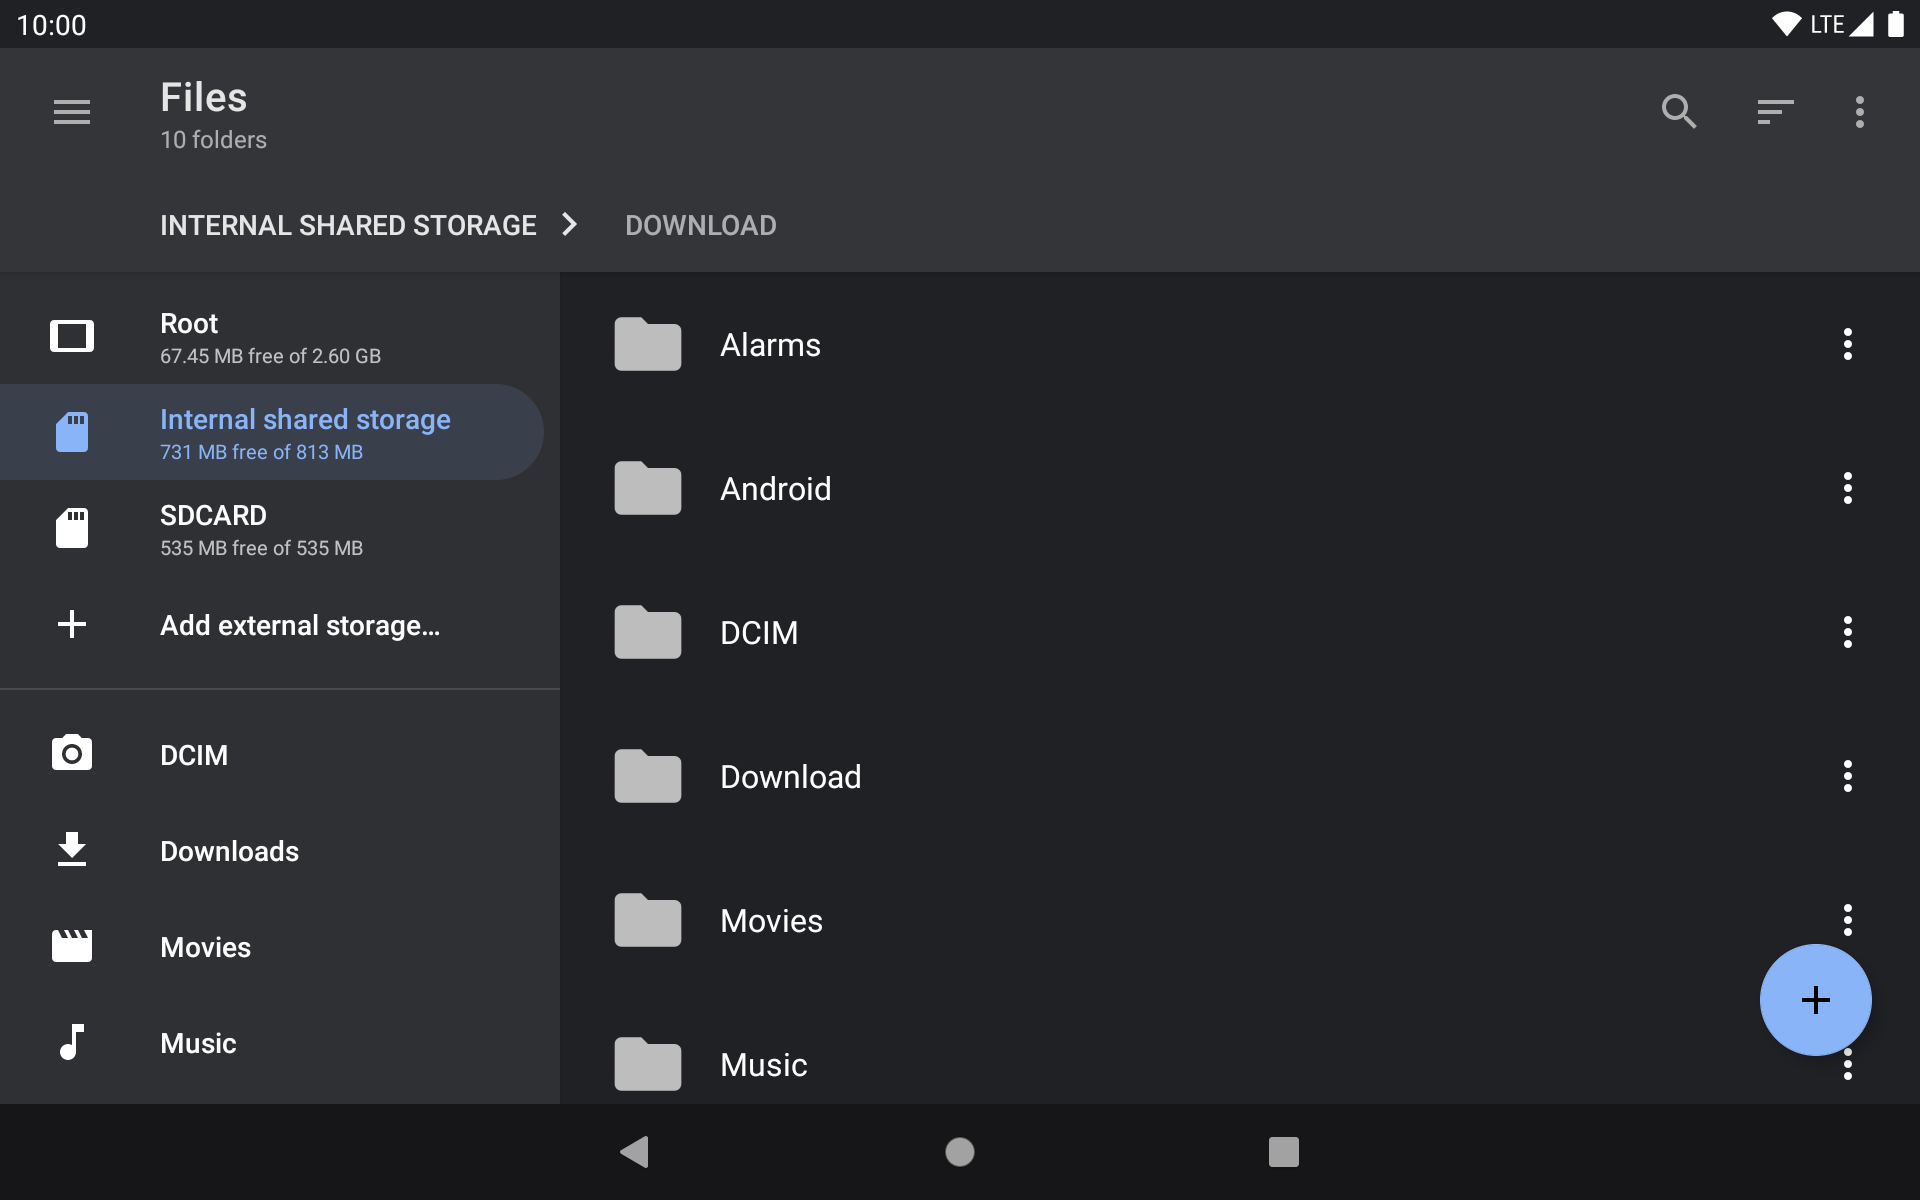 10:00
LTE
Files
10 folders
INTERNAL SHARED STORAGE
DOWNLOAD
Root
67.45 MB free of 2.60 GB
Internal shared storage
731 MB free of 813 MB
SDCARD
535 MB free of 535 MB
Add external storage…
DCIM
Downloads
Movies
Music
Alarms
Android
DCIM
Download
Movies
Music